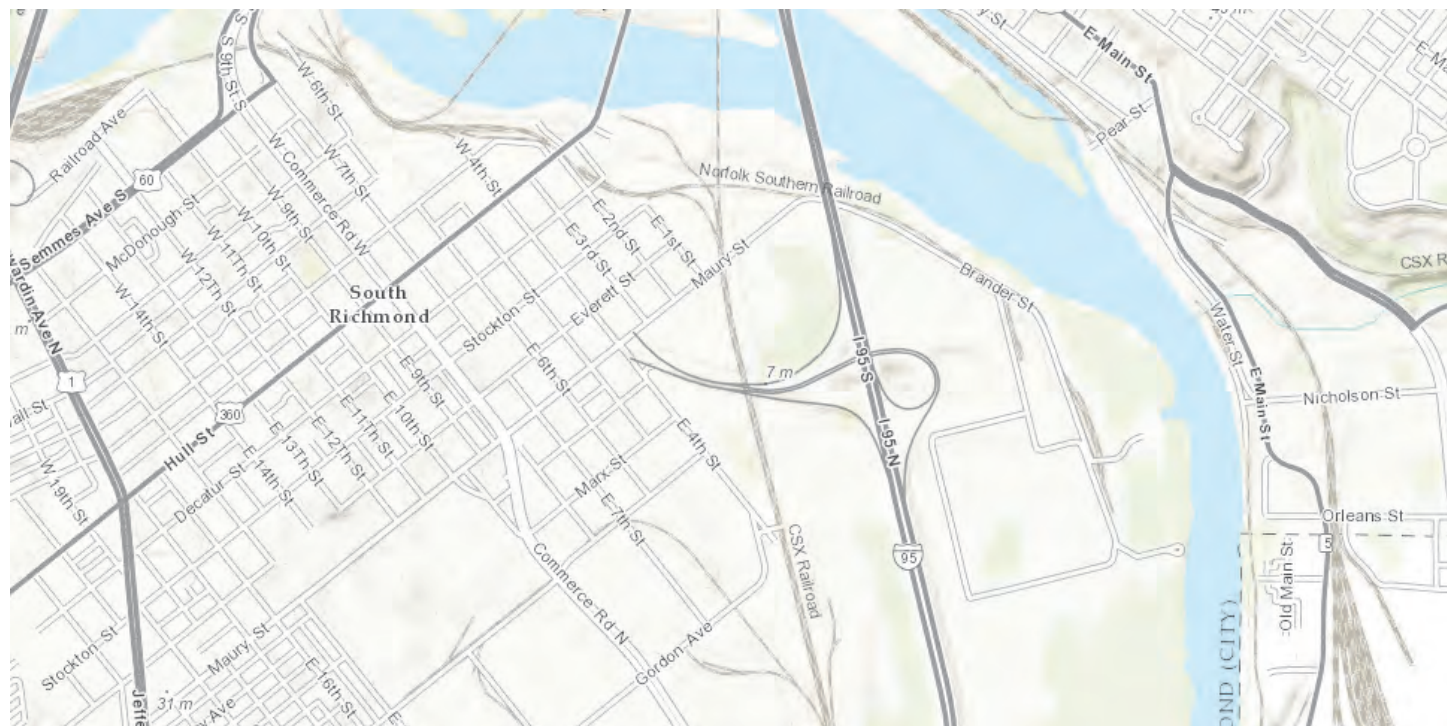 E-Main-St
45 m
S 9th St S
W-6th-St
Pear St
Railroad Ave
W-7th-St
W-4th-St
W-Commerce-Rd W
60
Norfolk Southern Railroad
Semmes-Ave S
McDonough-St
W-9th-St
W-10th-St
W-11Th-St
W-12Th St
W-14th-St
E-1st-St
E-2nd-St
E-3rd-St
Maury-St
CSX R
Brander-St
South
Richmond
Everett St
Stockton-St
Water-St
m
1
I-95-S
7 m
E-6th-St
E-9th-St
E-Main-St
Nicholson St
360
E 10th-St
E-11Th-St
E-12Th-St
E-13Th-St
E-14th-St
Hull-St
E-4th-St
I-95-N
Marx-St
W-19th-St
Decatur St
E-7th-St
Orleans St
CSX Railroad
Commerce-Rd N
95
5
Old Main St
Stockton-St
Maury-St
Gordon-Ave
E-16th-St
OND (CITY)
Jeffe
31 m
Ave